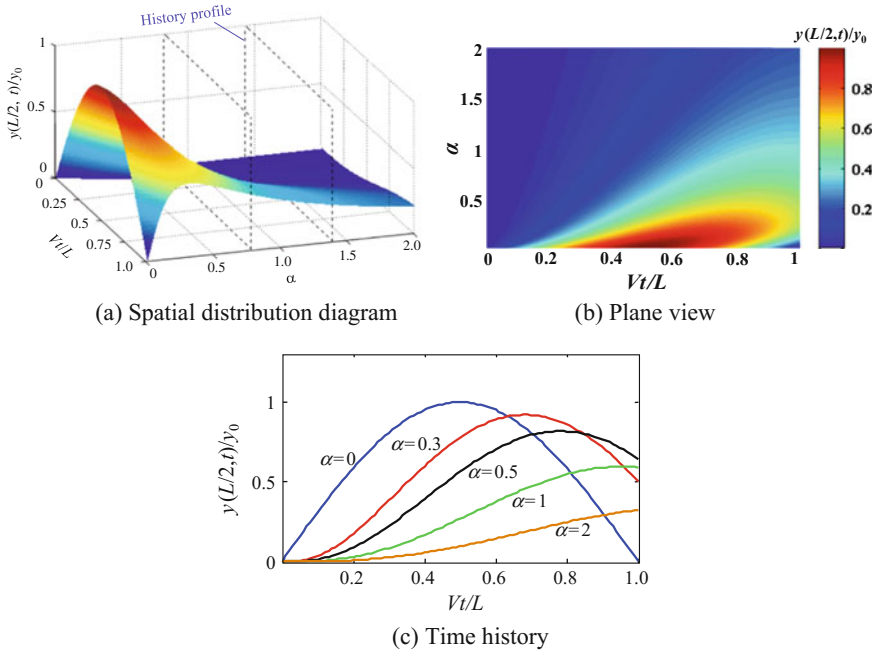 History profile
y(L/2, t)/y₀
1
0.5
0
0
0.25
0.50
0.75
1.0
Vt/L
0
0.5
1.0
1.5
2.0
α
(a) Spatial distribution diagram
y(L/2,t)/y₀
2
1.5
1
0.5
α
0
0.2
0.4
0.6
0.8
1
Vt/L
0.8
0.6
0.4
0.2
(b) Plane view
y(L/2,t)/y₀
1
0.5
0
α=0
α=0.3
α=0.5
α=1
α=2
0.2
0.4
0.6
0.8
1.0
Vt/L
(c) Time history